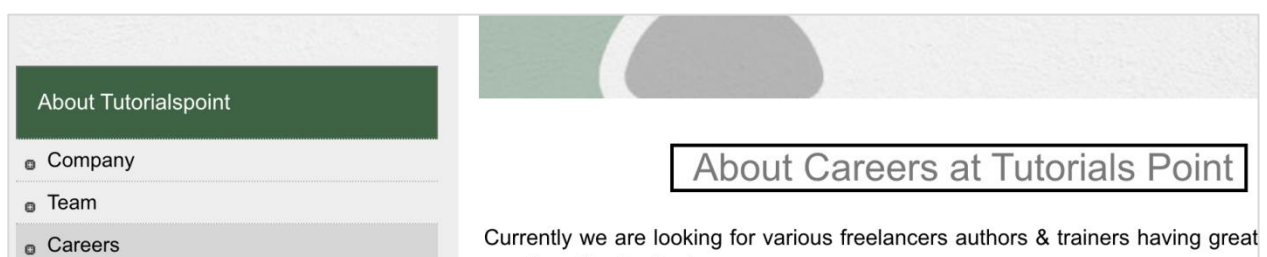 About Tutorialspoint
Company
Team
Careers
About Careers at Tutorials Point
Currently we are looking for various freelancers authors & trainers having great